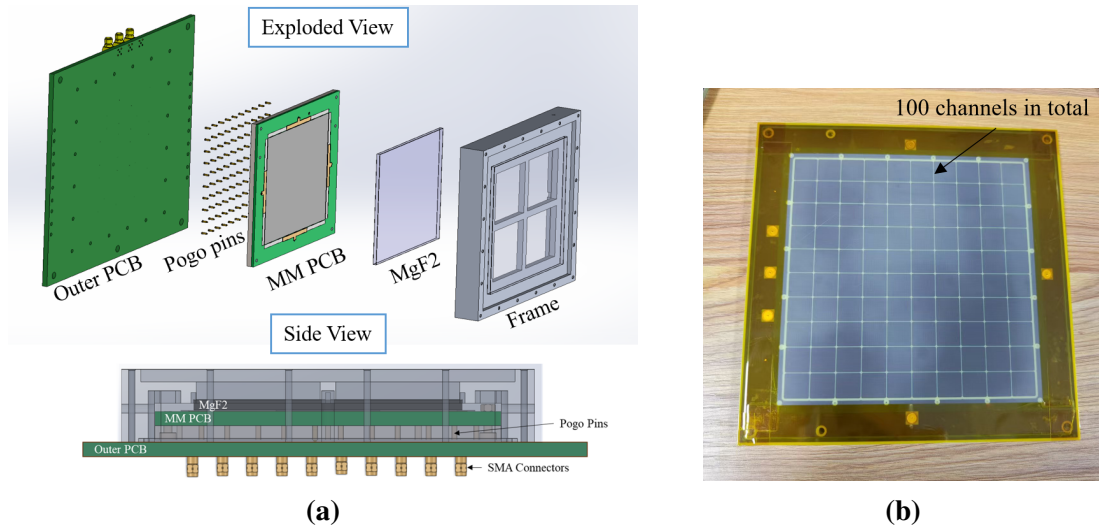 Exploded View
Outer PCB
Pogo pins
MM PCB
MgF2
Frame
Side View
MgF2
MM PCB
Pogo Pins
Outer PCB
SMA Connectors
(a)
100 channels in total
(b)